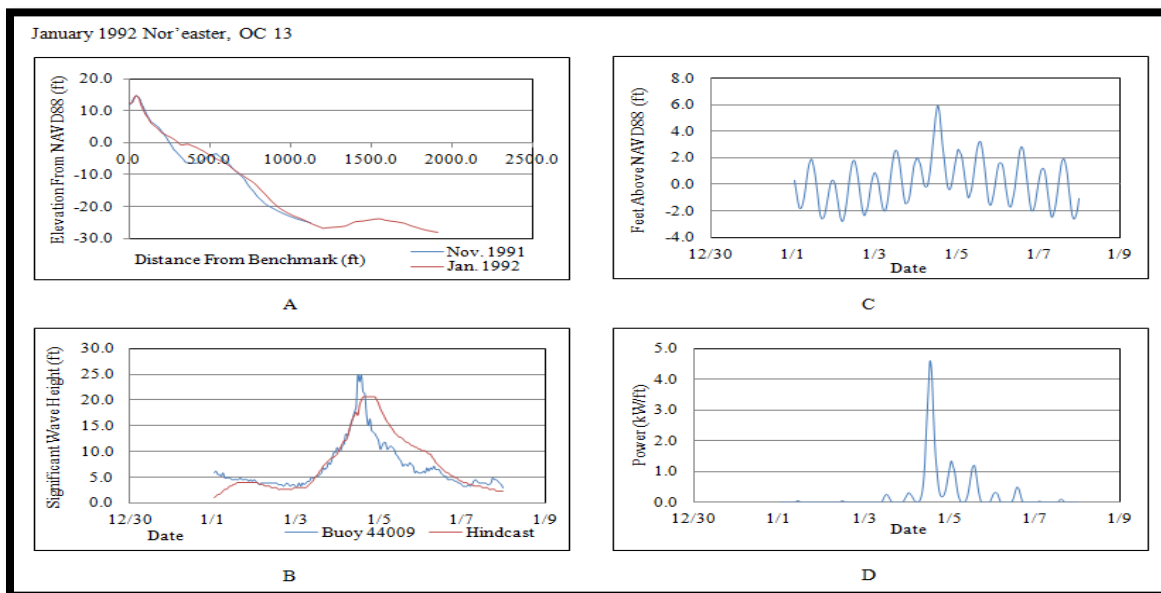 January 1992 Nor'easter, OC 13
Elevation From NAVD88 (ft)
20.0
10.0
0.0
-10.0
-20.0
-30.0
0.0 500.0 1000.0 1500.0 2000.0 2500.0
Distance From Benchmark (ft)
Nov. 1991
Jan. 1992
A
Feet Above NAVD88 (ft)
8.0
6.0
4.0
2.0
0.0
-2.0
-4.0
12/30 1/1 1/3 1/5 1/7 1/9
Date
C
Significant Wave Height (ft)
30.0
25.0
20.0
15.0
10.0
5.0
0.0
12/30 1/1 1/3 1/5 1/7 1/9
Date
Buoy 44009
Hindcast
B
Power (kW/ft)
5.0
4.0
3.0
2.0
1.0
0.0
12/30 1/1 1/3 1/5 1/7 1/9
Date
D